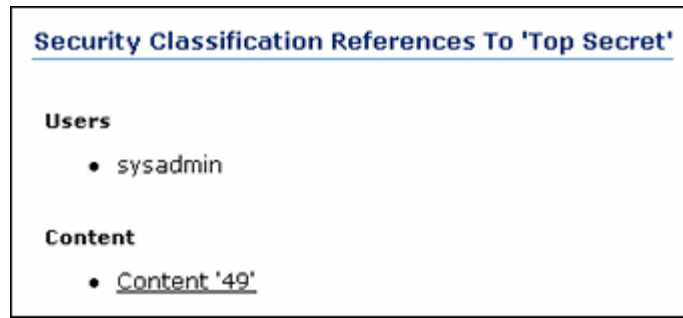 Security Classification References To 'Top Secret'
Users
• sysadmin
Content
• Content '49'